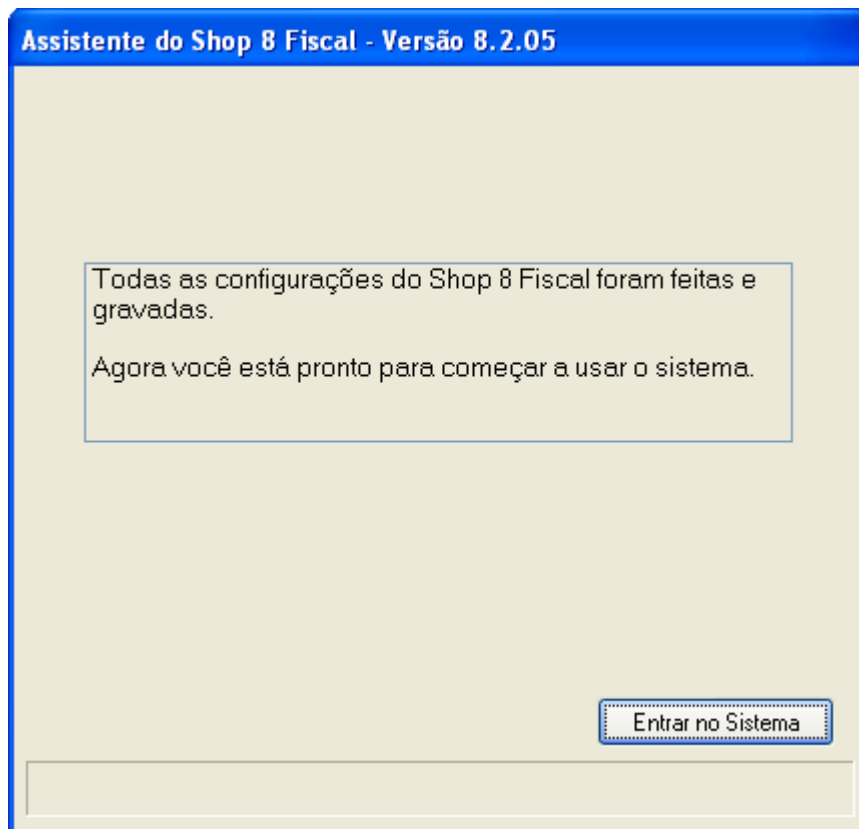 Assistente do Shop 8 Fiscal - Versão 8.2.05
Todas as configurações do Shop 8 Fiscal foram feitas e
gravadas.
Agora você está pronto para começar a usar o sistema.
Entrar no Sistema